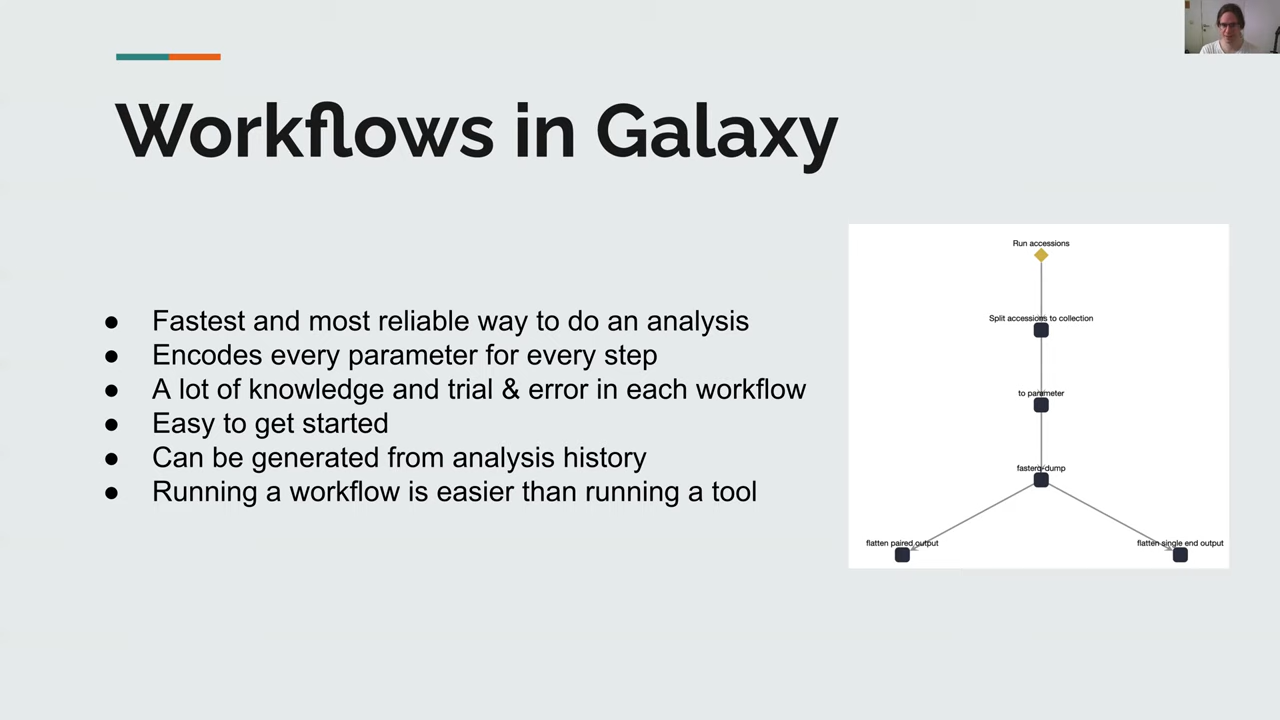 Workflows in Galaxy
● Fastest and most reliable way to do an analysis
● Encodes every parameter for every step
● A lot of knowledge and trial & error in each workflow
● Easy to get started
● Can be generated from analysis history
● Running a workflow is easier than running a tool
Run accessions
Split accessions to collection
to parameter
fasterq-dump
flatten paired output
flatten single end output